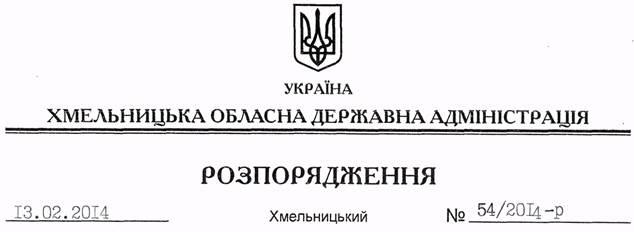 УКРАЇНА
ХМЕЛЬНИЦЬКА ОБЛАСНА ДЕРЖАВНА АДМІНІСТРАЦІЯ
РОЗПОРЯДЖЕННЯ
13.02.2014 Хмельницький № 54/2014-р